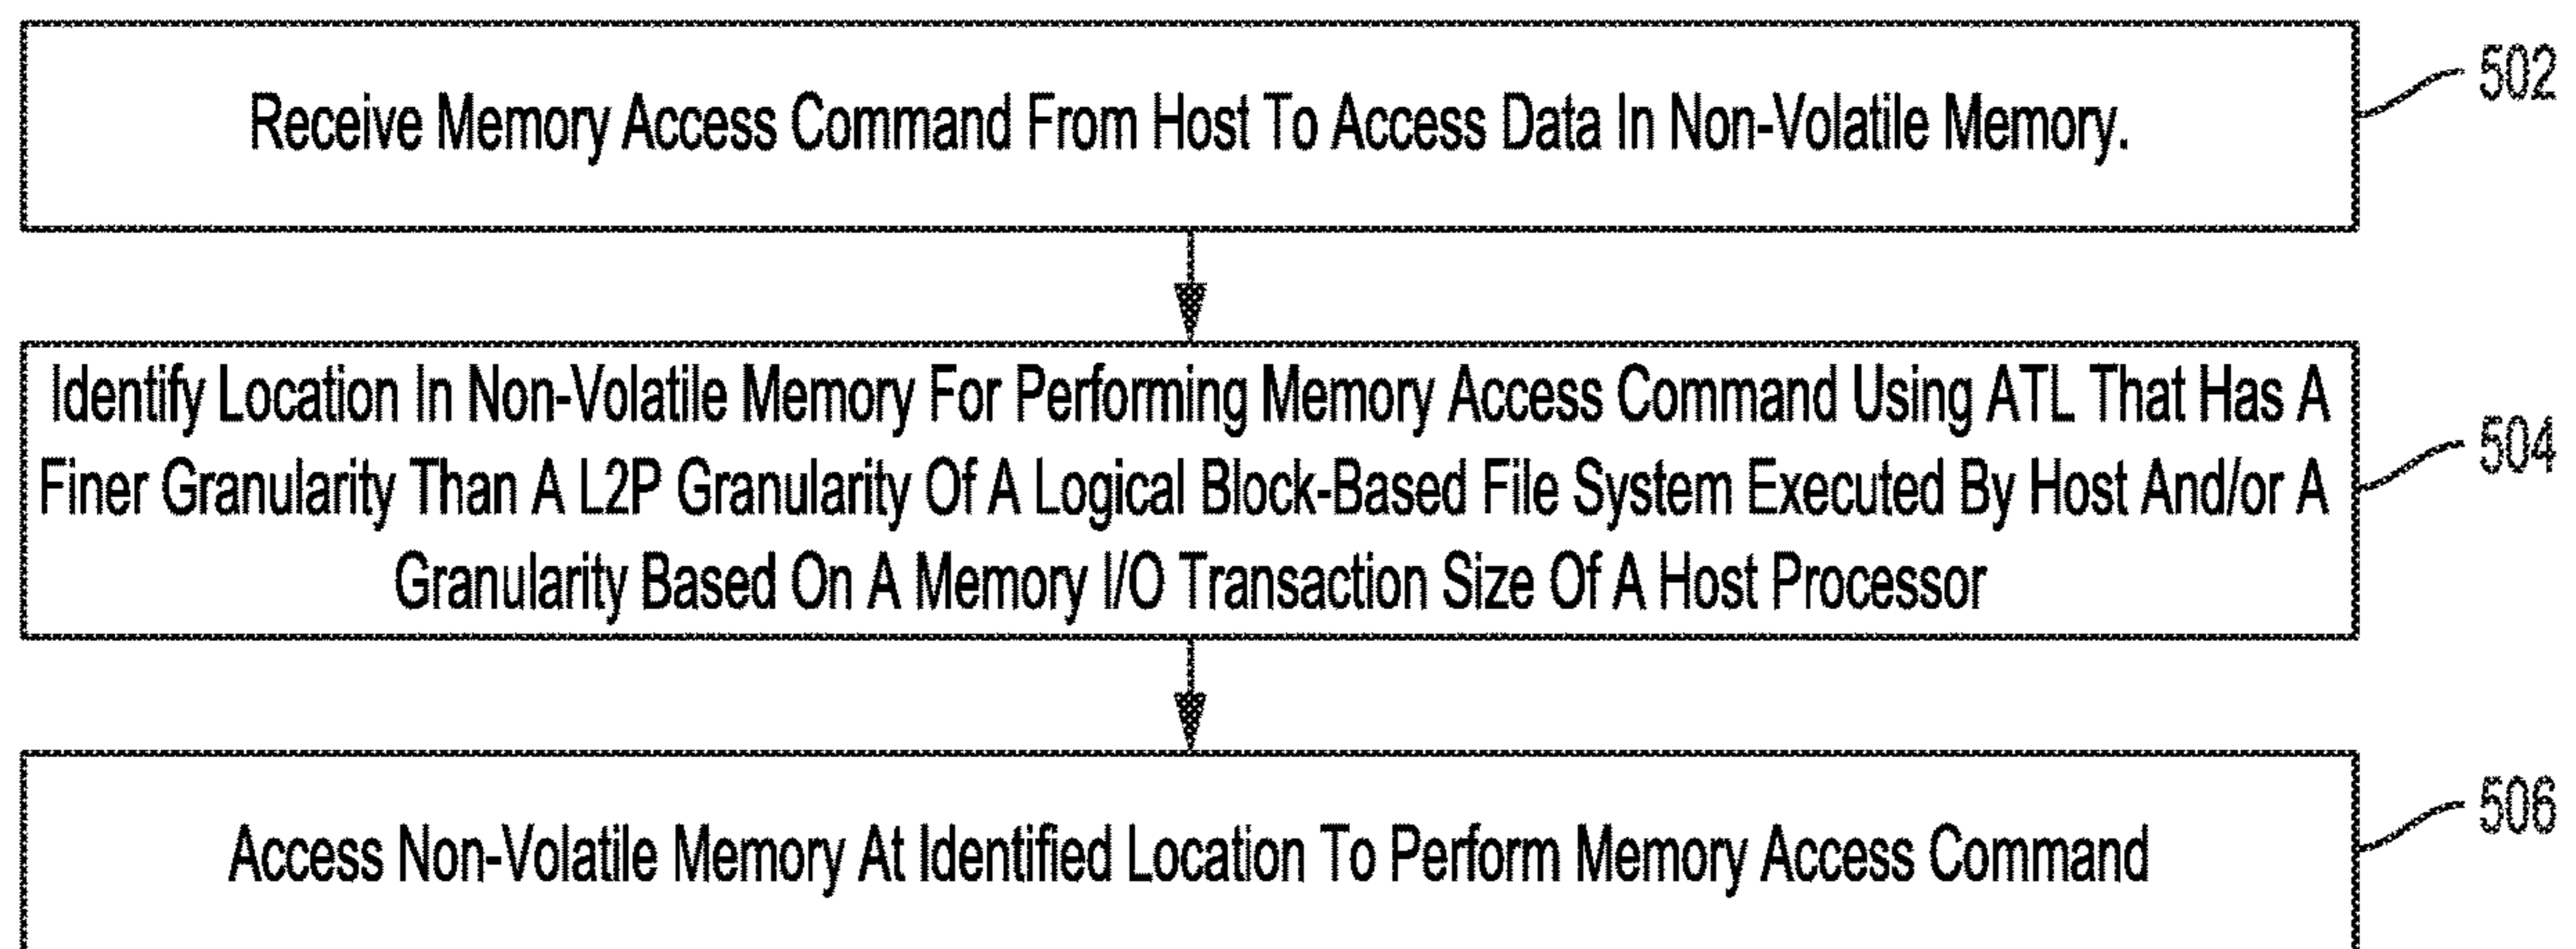 Receive Memory Access Command From Host To Access Data In Non-Volatile Memory.
502
Identify Location In Non-Volatile Memory For Performing Memory Access Command Using ATL That Has A
Finer Granularity Than A L2P Granularity Of A Logical Block-Based File System Executed By Host And/or A
Granularity Based On A Memory I/O Transaction Size Of A Host Processor
504
Access Non-Volatile Memory At Identified Location To Perform Memory Access Command
506